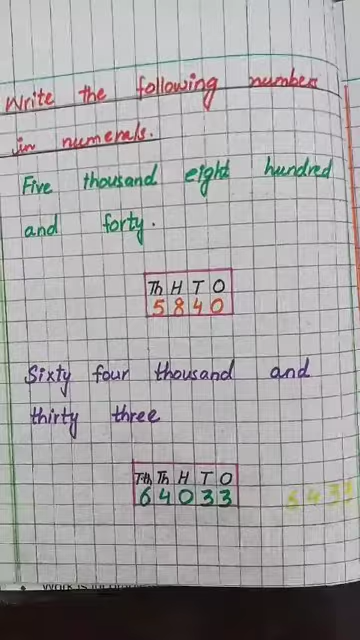 Write the following numbers
in numerals.
Five thousand eight hundred
and forty.
Th H T O
5 8 4 0
Sixty four thousand and
thirty three
T.th Th H T O
6 4 0 3 3